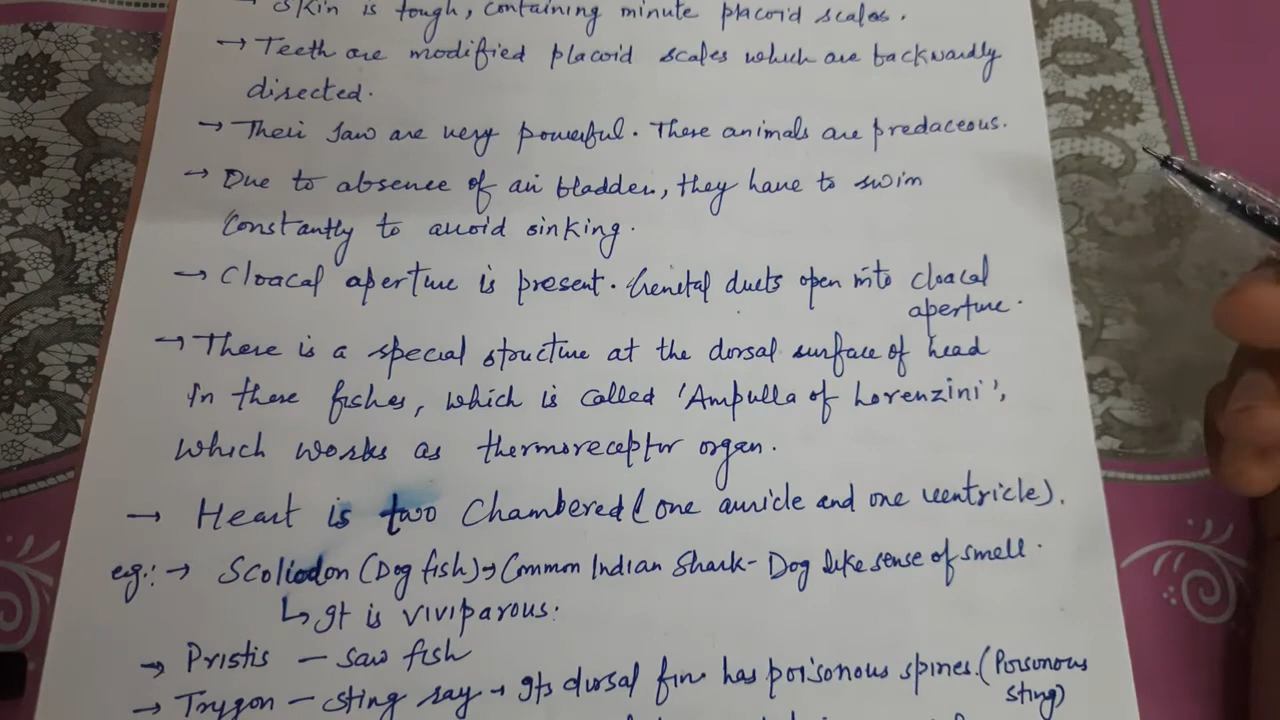 → Skin is tough, containing minute placoid scales.
→ Teeth are modified placoid scales which are backwardly
directed.
→ Their Jaw are very powerful. These animals are predaceous.
→ Due to absence of air bladder, they have to swim
Constantly to avoid sinking.
→ Cloacal aperture is present. Genital ducts open into cloacal
aperture.
→ There is a special structure at the dorsal surface of head
In these fishes, which is called 'Ampulla of Lorenzini',
which works as thermoreceptor organ.
→ Heart is two Chambered (one auricle and one ventricle).
eg.: → Scoliodon (Dog fish) → Common Indian Shark - Dog like sense of smell.
↳ It is viviparous.
→ Pristis – Saw fish
→ Trygon – sting ray → Its dorsal fin has poisonous spines. (Poisonous
sting)